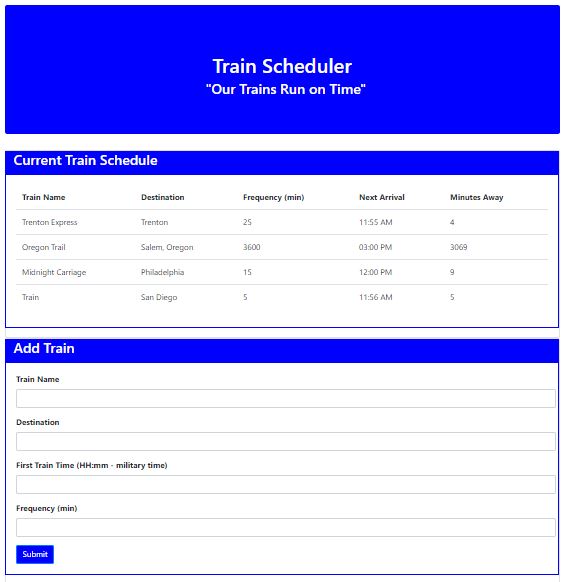 Train Scheduler
"Our Trains Run on Time"
Current Train Schedule
Train Name Destination Frequency (min) Next Arrival Minutes Away
Trenton Express Trenton 25 11:55 AM 4
Oregon Trail Salem, Oregon 3600 03:00 PM 3069
Midnight Carriage Philadelphia 15 12:00 PM 9
Train San Diego 5 11:56 AM 5
Add Train
Train Name
Destination
First Train Time (HH:mm - military time)
Frequency (min)
Submit